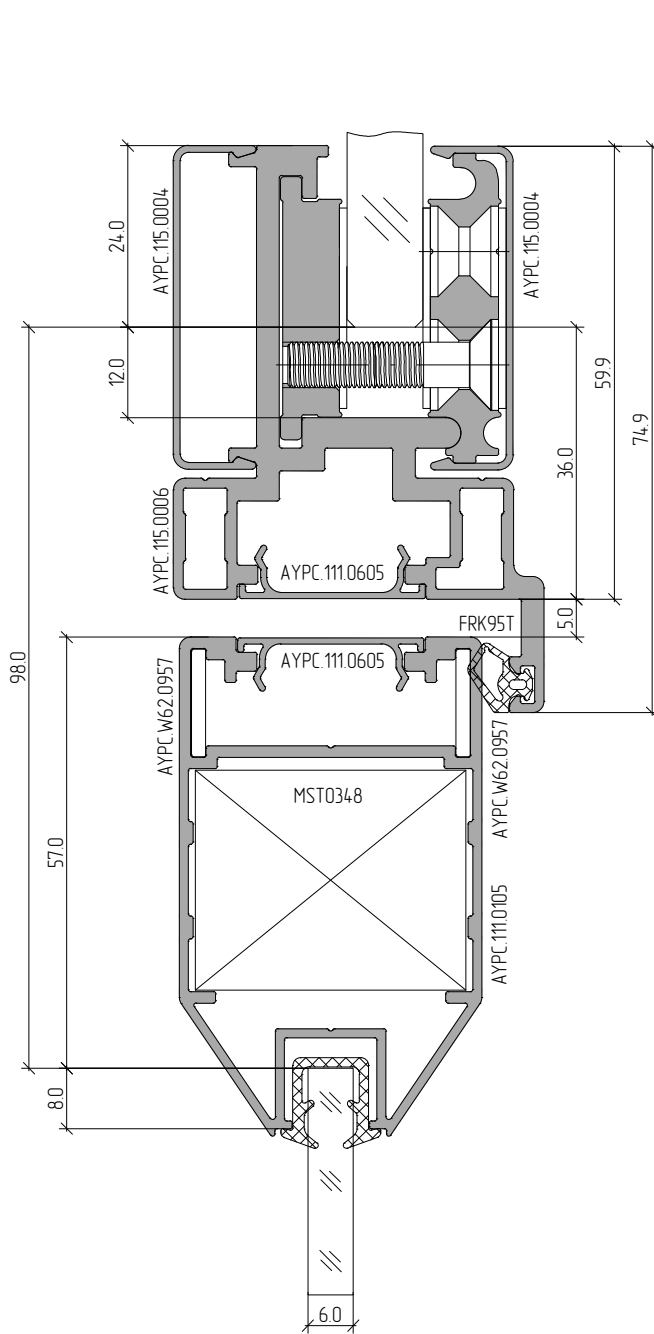 24.0
AYPC.115.0004
AYPC.115.0004
12.0
59.9
74.9
36.0
AYPC.115.0006
AYPC.111.0605
5.0
FRK95T
98.0
AYPC.W62.0957
AYPC.111.0605
AYPC.W62.0957
MST0348
57.0
AYPC.111.0105
8.0
6.0